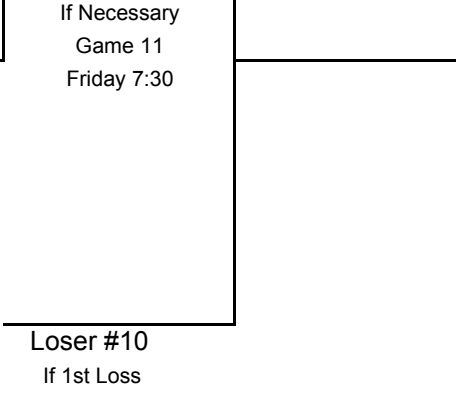 If Necessary
Game 11
Friday 7:30
Loser #10
If 1st Loss